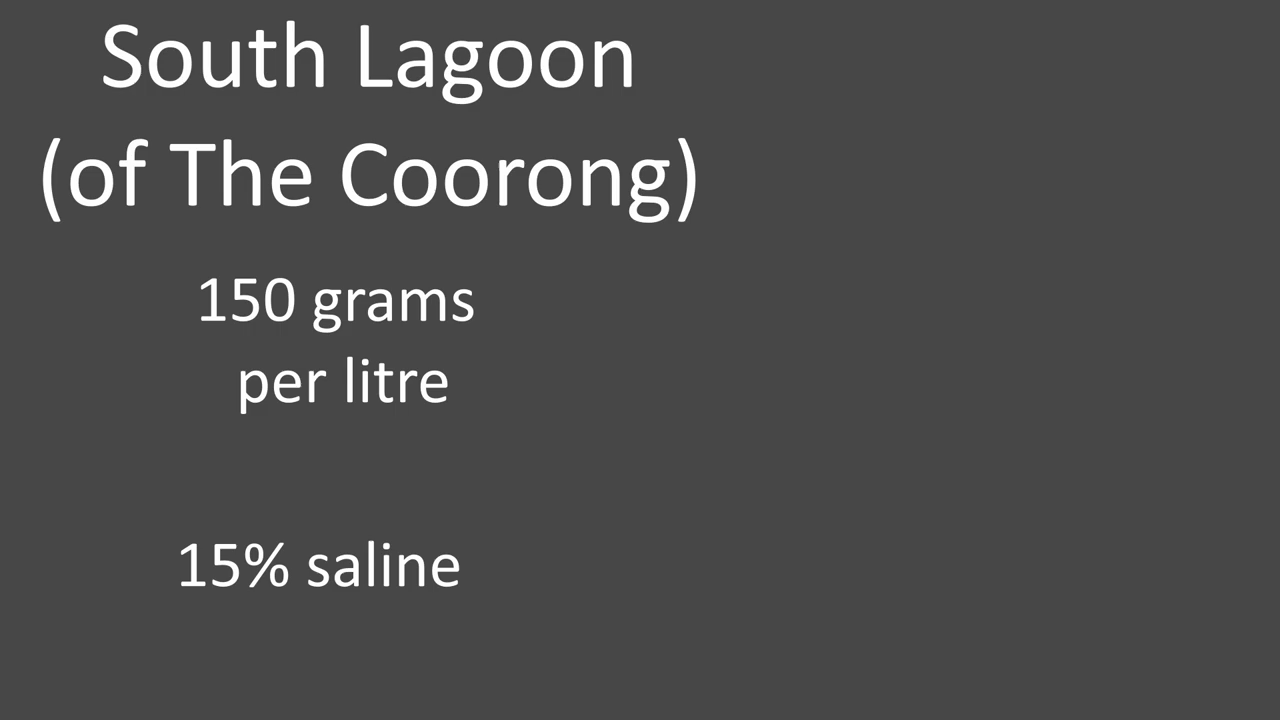 South Lagoon
(of The Coorong)
150 grams
per litre
15% saline